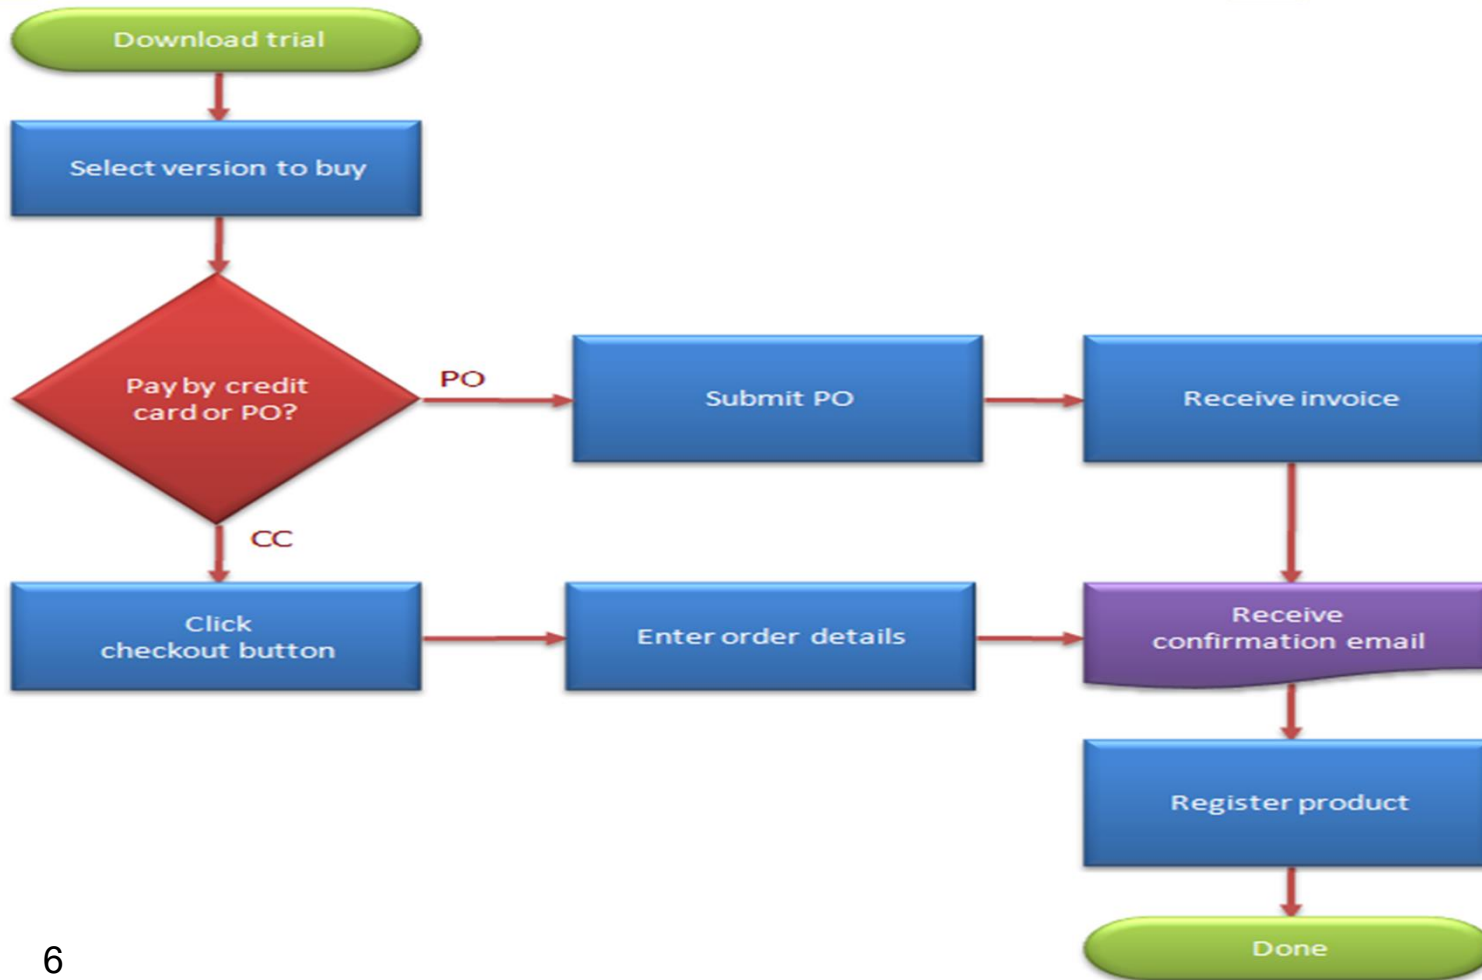 Download trial
Select version to buy
Pay by credit
card or PO?
PO
Submit PO
Receive invoice
CC
Click
checkout button
Enter order details
Receive
confirmation email
Register product
Done
6